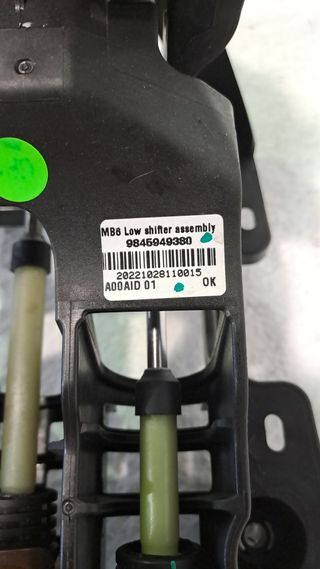 MB6 Low shifter assembly
9845949380
20221028110015
A00AID 01 OK